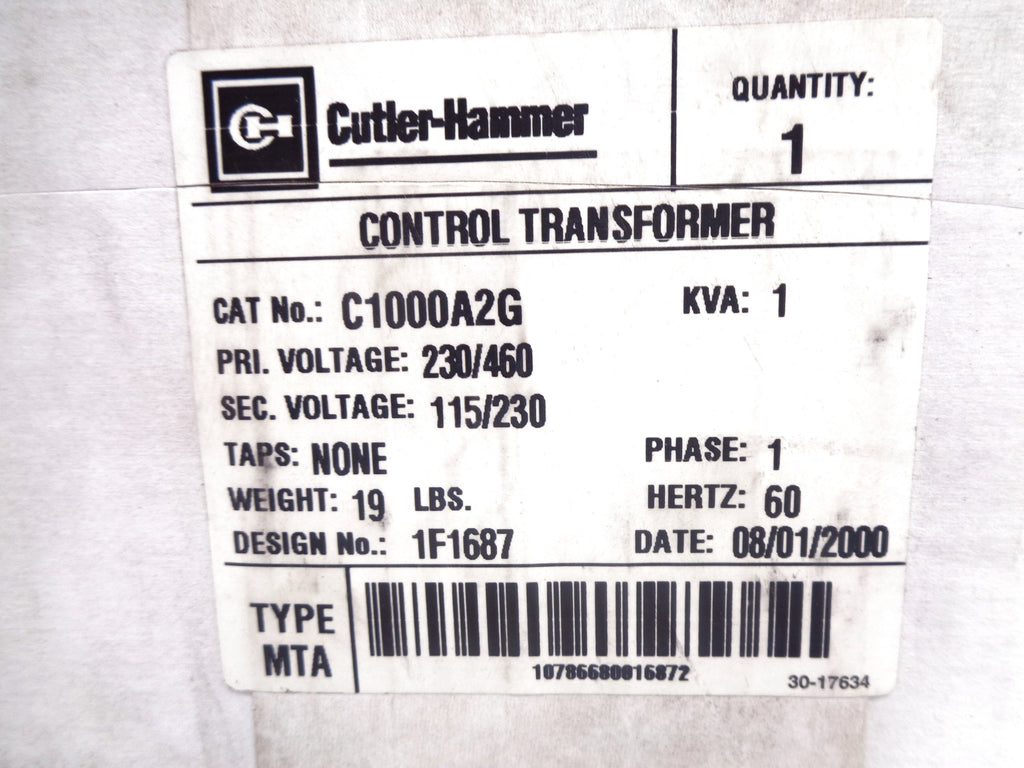 Cutler-Hammer
QUANTITY:
1
CONTROL TRANSFORMER
CAT No.: C1000A2G KVA: 1
PRI. VOLTAGE: 230/460
SEC. VOLTAGE: 115/230
TAPS: NONE PHASE: 1
WEIGHT: 19 LBS. HERTZ: 60
DESIGN No.: 1F1687 DATE: 08/01/2000
TYPE
MTA
10786680016872
30-17634